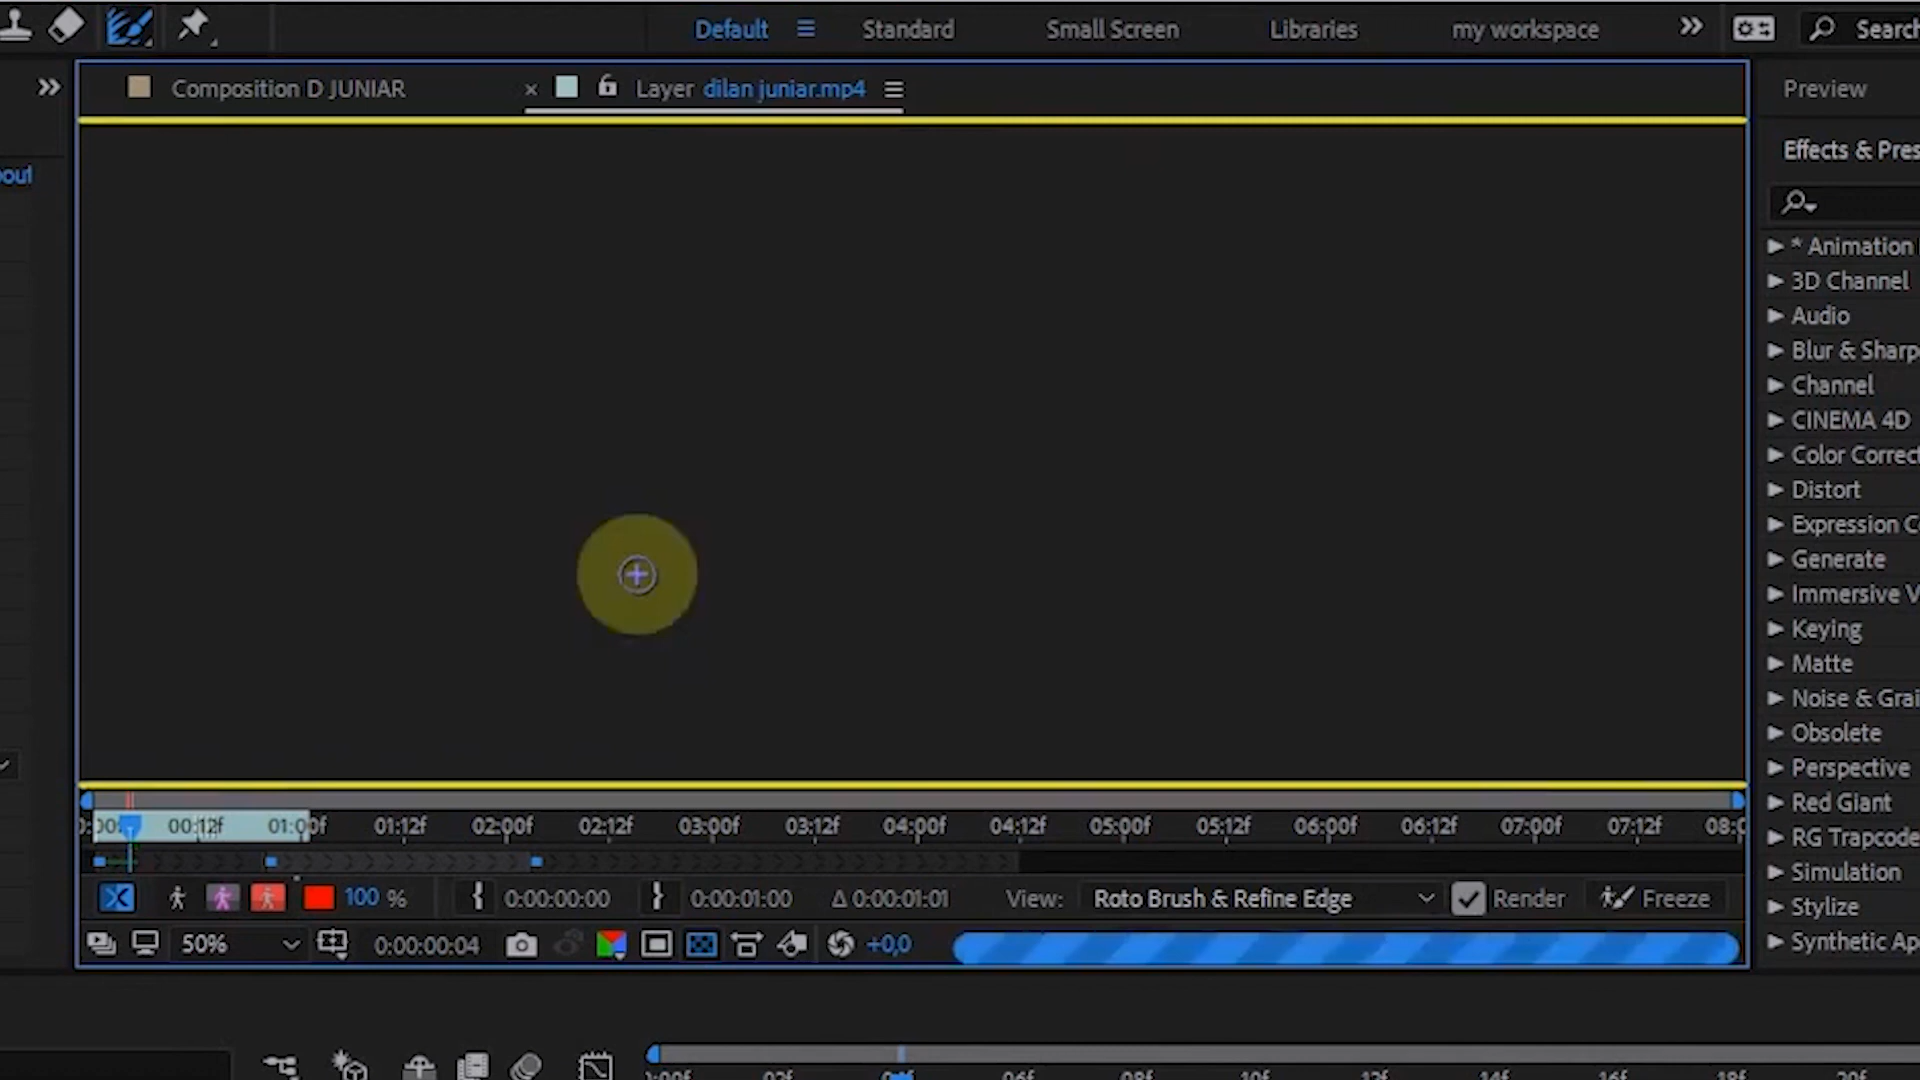 Default Standard Small Screen Libraries my workspace Search
Composition D JUNIAR Layer dilan juniar.mp4 Preview
Effects & Pres
* Animation
3D Channel
Audio
Blur & Sharp
Channel
CINEMA 4D
Color Correct
Distort
Expression Co
Generate
Immersive V
Keying
Matte
Noise & Grai
Obsolete
Perspective
Red Giant
RG Trapcode
Simulation
Stylize
Synthetic Ap
00:12f 01:00f 01:12f 02:00f 02:12f 03:00f 03:12f 04:00f 04:12f 05:00f 05:12f 06:00f 06:12f 07:00f 07:12f
100 % 0:00:00:00 0:00:01:00 Δ 0:00:01:01 View: Roto Brush & Refine Edge Render Freeze
50% 0:00:00:04 +0,0